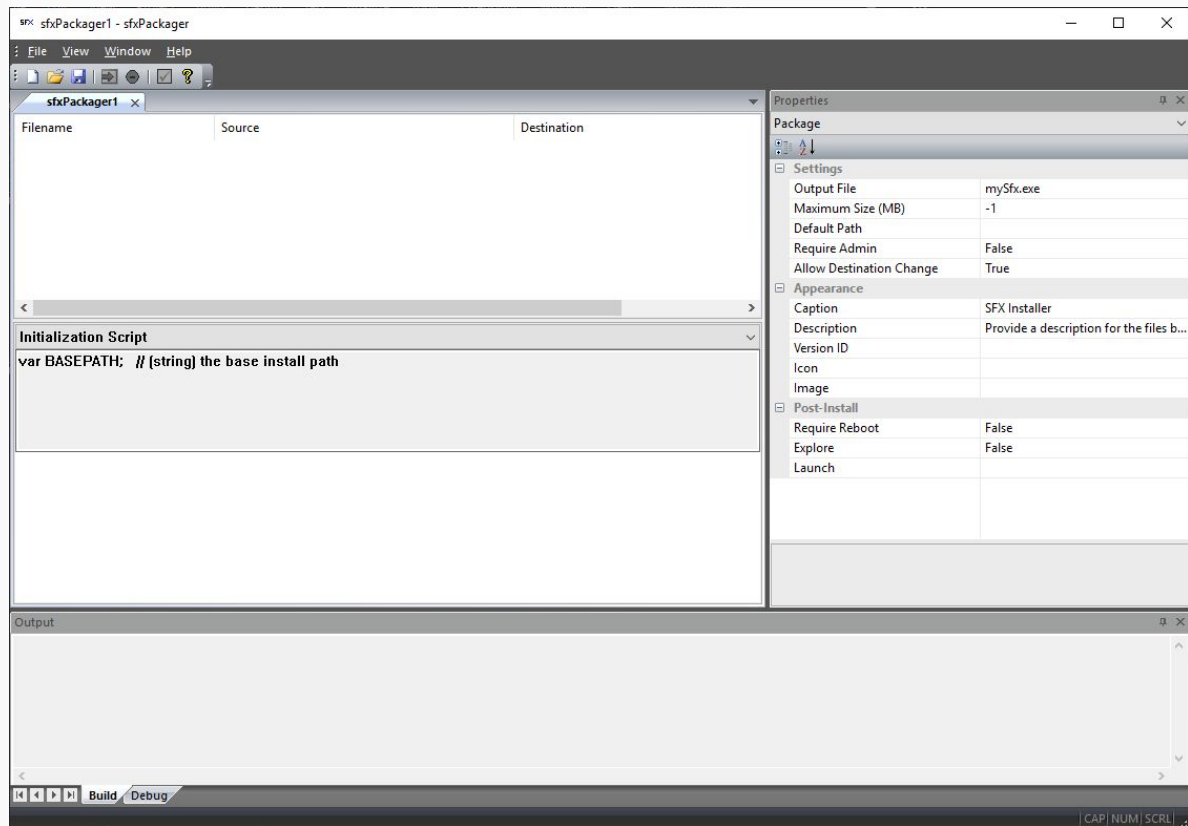 SFX sfxPackager1 - sfxPackager
File View Window Help
sfxPackager1
Filename Source Destination
Initialization Script
var BASEPATH; // (string) the base install path
Properties
Package
Settings
Output File mySfx.exe
Maximum Size (MB) -1
Default Path
Require Admin False
Allow Destination Change True
Appearance
Caption SFX Installer
Description Provide a description for the files b...
Version ID
Icon
Image
Post-Install
Require Reboot False
Explore False
Launch
Output
Build Debug
CAP NUM SCRL